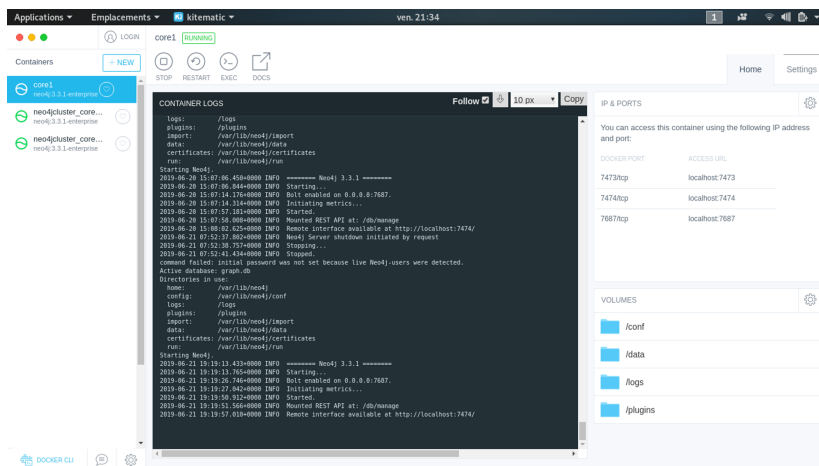 Applications ▾ Emplacements ▾ kitematic ▾ ven. 21:34 1
LOGIN
core1 RUNNING
Containers + NEW
STOP RESTART EXEC DOCS
Home Settings
core1
neo4j:3.3.1-enterprise
neo4jcluster_core...
neo4j:3.3.1-enterprise
neo4jcluster_core...
neo4j:3.3.1-enterprise
CONTAINER LOGS Follow 10 px Copy
logs: /logs
plugins: /plugins
import: /var/lib/neo4j/import
data: /var/lib/neo4j/data
certificates: /var/lib/neo4j/certificates
run: /var/lib/neo4j/run
Starting Neo4j.
2019-06-20 15:07:06.450+0000 INFO ======== Neo4j 3.3.1 ========
2019-06-20 15:07:06.844+0000 INFO Starting...
2019-06-20 15:07:14.176+0000 INFO Bolt enabled on 0.0.0.0:7687.
2019-06-20 15:07:14.314+0000 INFO Initiating metrics...
2019-06-20 15:07:57.181+0000 INFO Started.
2019-06-20 15:07:58.008+0000 INFO Mounted REST API at: /db/manage
2019-06-20 15:08:02.625+0000 INFO Remote interface available at http://localhost:7474/
2019-06-21 07:52:37.802+0000 INFO Neo4j Server shutdown initiated by request
2019-06-21 07:52:38.757+0000 INFO Stopping...
2019-06-21 07:52:41.434+0000 INFO Stopped.
command failed: initial password was not set because live Neo4j-users were detected.
Active database: graph.db
Directories in use:
home: /var/lib/neo4j
config: /var/lib/neo4j/conf
logs: /logs
plugins: /plugins
import: /var/lib/neo4j/import
data: /var/lib/neo4j/data
certificates: /var/lib/neo4j/certificates
run: /var/lib/neo4j/run
Starting Neo4j.
2019-06-21 19:19:13.433+0000 INFO ======== Neo4j 3.3.1 ========
2019-06-21 19:19:13.765+0000 INFO Starting...
2019-06-21 19:19:26.746+0000 INFO Bolt enabled on 0.0.0.0:7687.
2019-06-21 19:19:27.042+0000 INFO Initiating metrics...
2019-06-21 19:19:50.912+0000 INFO Started.
2019-06-21 19:19:51.566+0000 INFO Mounted REST API at: /db/manage
2019-06-21 19:19:57.010+0000 INFO Remote interface available at http://localhost:7474/
IP & PORTS
You can access this container using the following IP address
and port:
DOCKER PORT ACCESS URL
7473/tcp localhost:7473
7474/tcp localhost:7474
7687/tcp localhost:7687
VOLUMES
/conf
/data
/logs
/plugins
DOCKER CLI